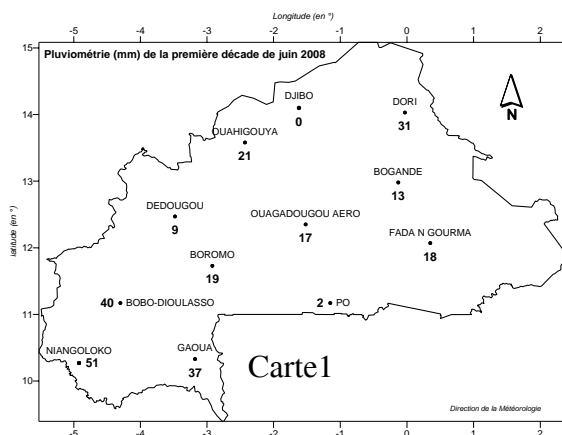 Longitude (en °)
-5 -4 -3 -2 -1 0 1 2
15
Pluviométrie (mm) de la première décade de juin 2008
DJIBO
0
DORI
31
N
14
OUAHIGOUYA
21
BOGANDE
13
13
DEDOUGOU
9
OUAGADOUGOU AERO
17
FADA N GOURMA
18
latitude (en °)
12
BOROMO
19
40 BOBO-DIOULASSO
2 PO
11
NIANGOLOKO
51
GAOUA
37
Carte1
10
Direction de la Météorologie
-5 -4 -3 -2 -1 0 1 2